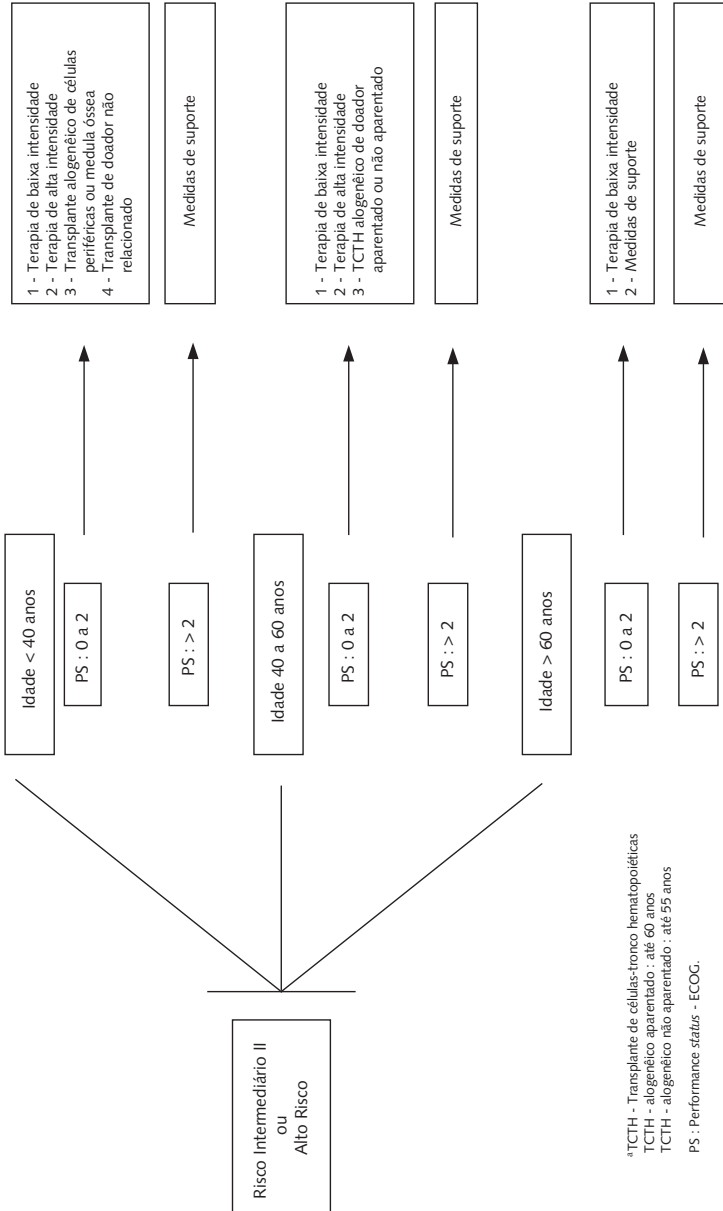 Risco Intermediário II
ou
Alto Risco
Idade < 40 anos
PS : 0 a 2
1 - Terapia de baixa intensidade
2 - Terapia de alta intensidade
3 - Transplante alogenêico de células
periféricas ou medula óssea
4 - Transplante de doador não
relacionado
PS : > 2
Medidas de suporte
Idade 40 a 60 anos
PS : 0 a 2
1 - Terapia de baixa intensidade
2 - Terapia de alta intensidade
3 - TCTH alogenêico de doador
aparentado ou não aparentado
PS : > 2
Medidas de suporte
Idade > 60 anos
PS : 0 a 2
1 - Terapia de baixa intensidade
2 - Medidas de suporte
PS : > 2
Medidas de suporte
ªTCTH - Transplante de células-tronco hematopoiéticas
TCTH - alogenêico aparentado : até 60 anos
TCTH - alogenêico não aparentado : até 55 anos
PS : Performance status - ECOG.